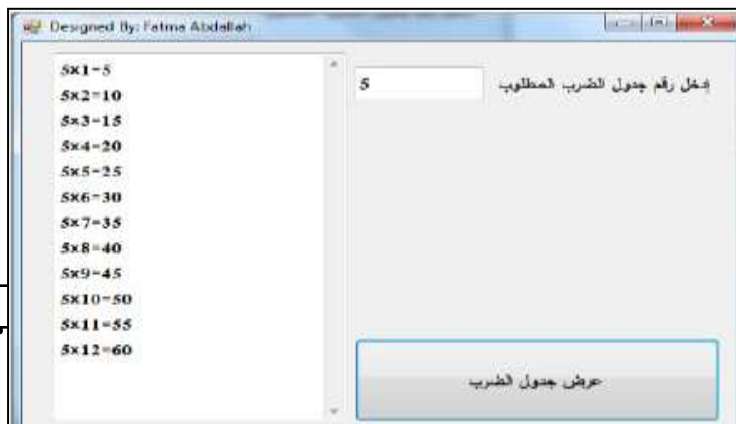 Designed By: Fatma Abdallah
5x1=5
5x2=10
5x3=15
5x4=20
5x5=25
5x6=30
5x7=35
5x8=40
5x9=45
5x10=50
5x11=55
5x12=60
5
إدخل رقم جدول الضرب المطلوب
عرض جدول الضرب